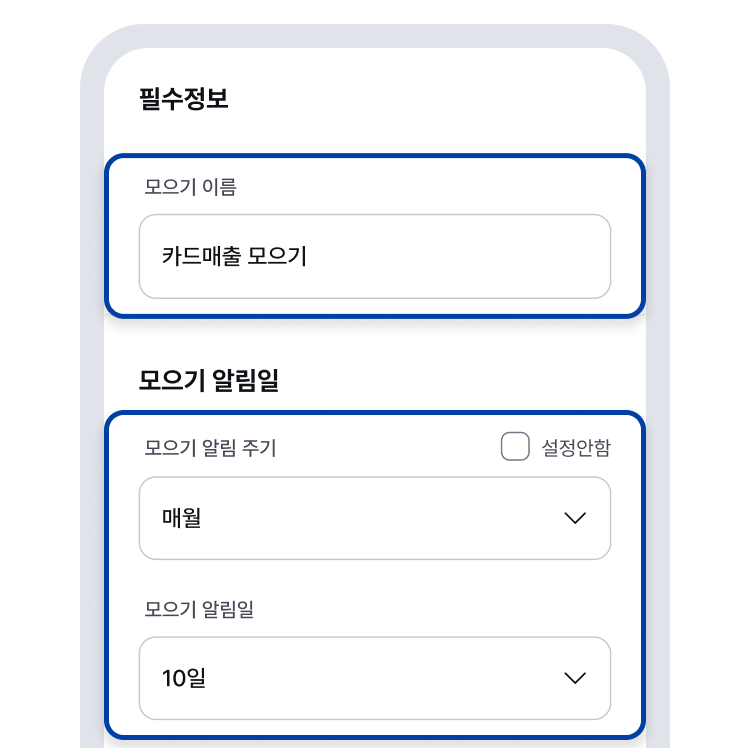 필수정보
모으기 이름
카드매출 모으기
모으기 알림일
모으기 알림 주기 설정안함
매월
모으기 알림일
10일